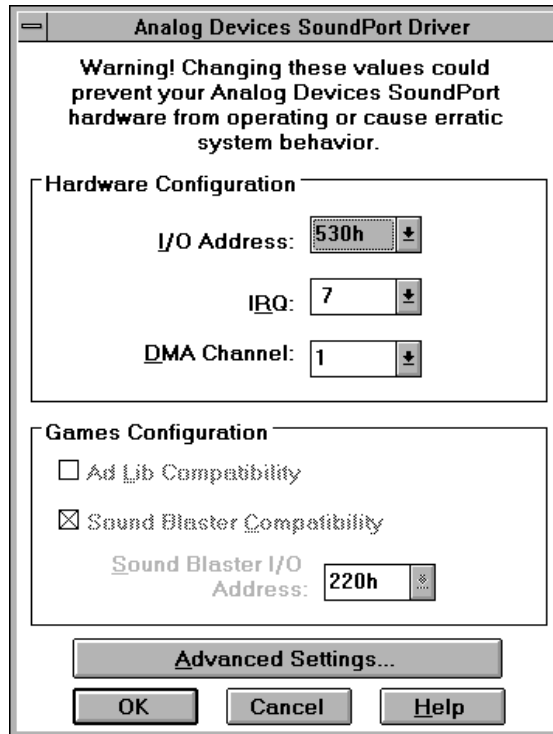 Analog Devices SoundPort Driver
Warning! Changing these values could
prevent your Analog Devices SoundPort
hardware from operating or cause erratic
system behavior.
Hardware Configuration
I/O Address: 530h
IRQ: 7
DMA Channel: 1
Games Configuration
Ad Lib Compatibility
Sound Blaster Compatibility
Sound Blaster I/O
Address: 220h
Advanced Settings...
OK Cancel Help